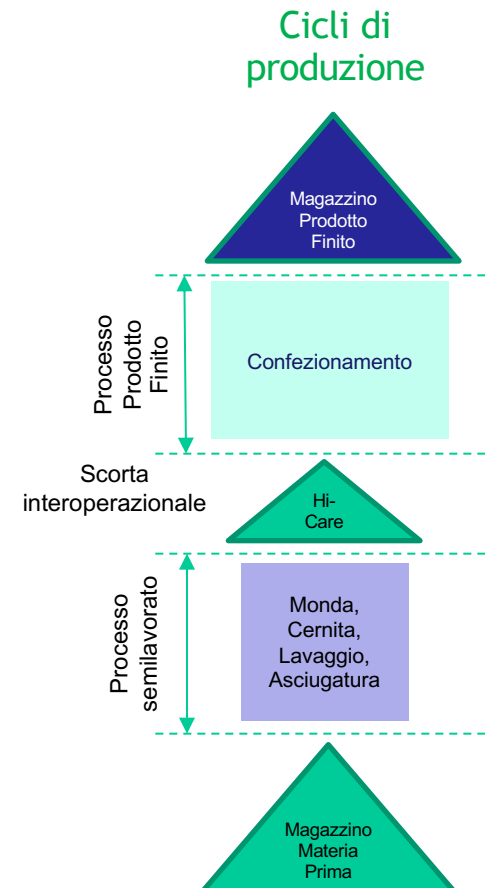 Cicli di
produzione
Magazzino
Prodotto
Finito
Processo
Prodotto
Finito
Confezionamento
Scorta
interoperazionale
Hi-
Care
Processo
semilavorato
Monda,
Cernita,
Lavaggio,
Asciugatura
Magazzino
Materia
Prima